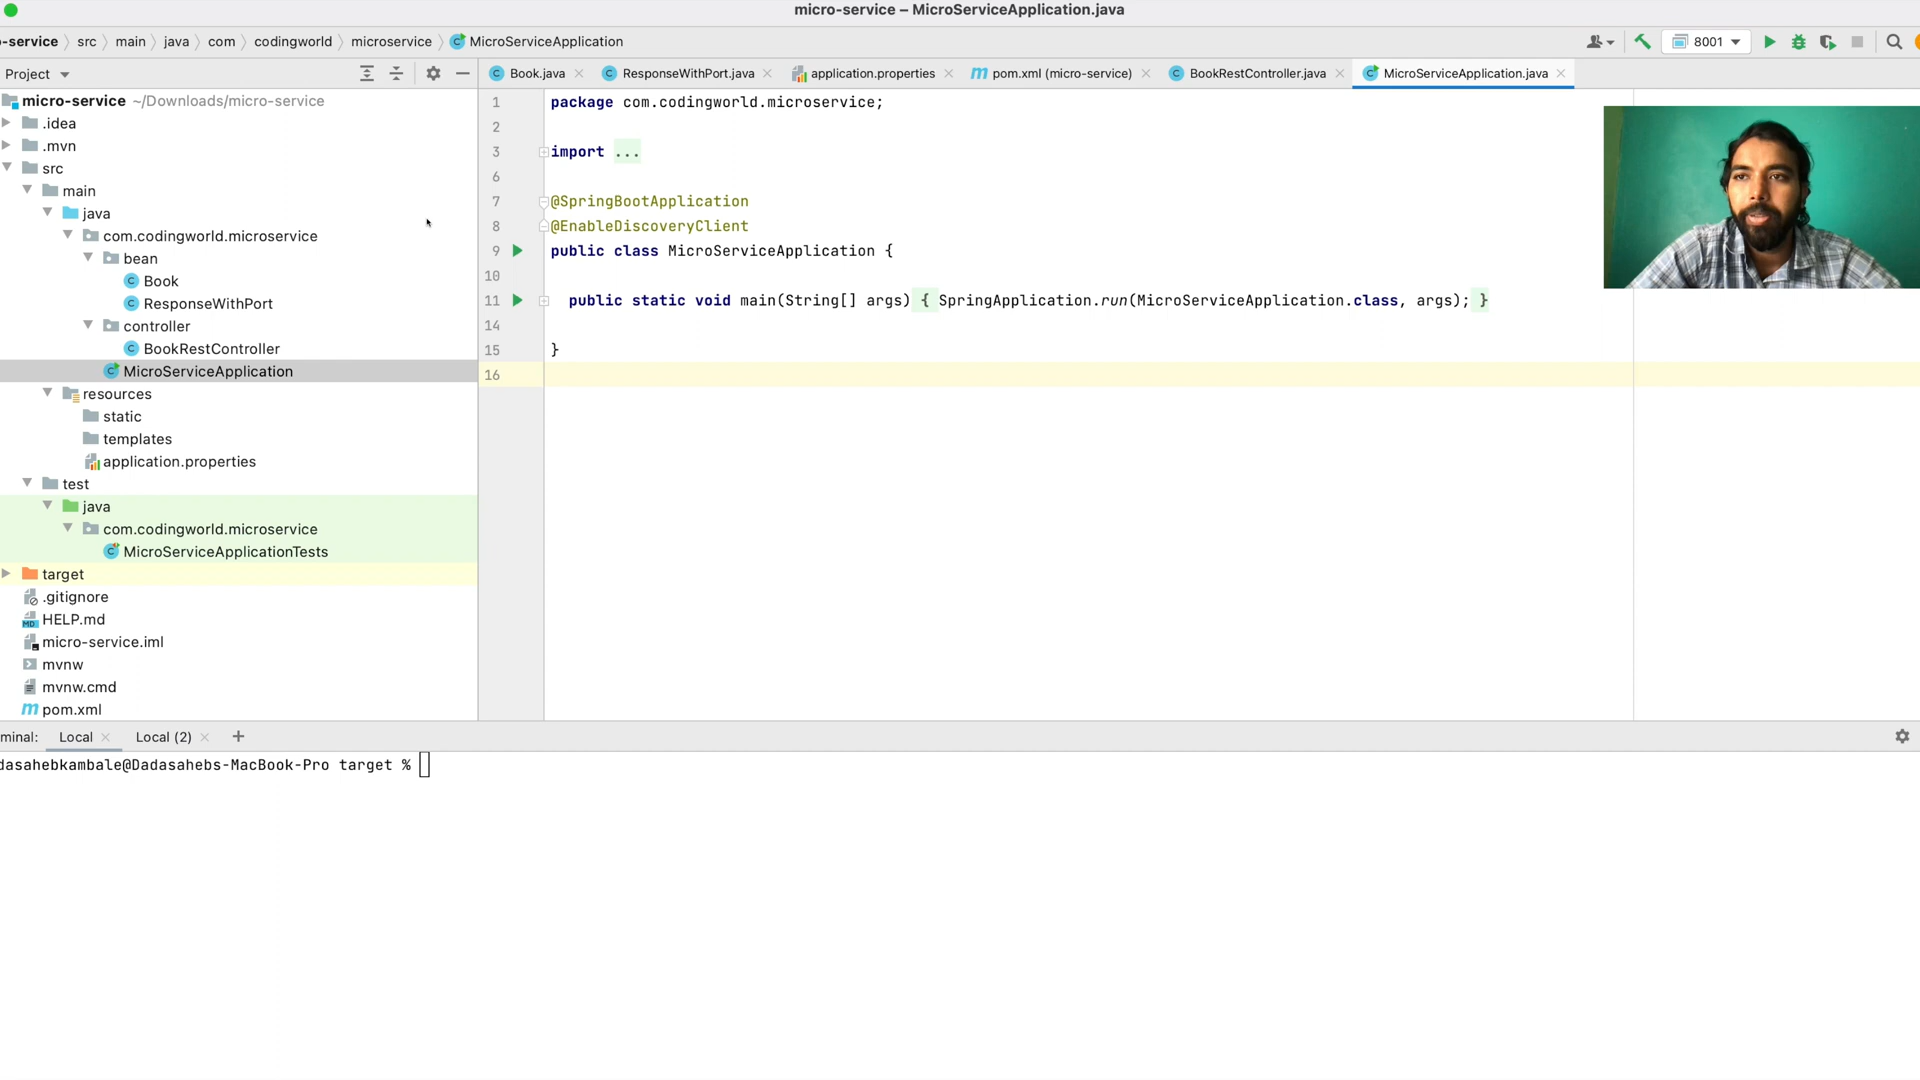 micro-service – MicroServiceApplication.java
-service src main java com codingworld microservice MicroServiceApplication
8001
Project
Book.java ResponseWithPort.java application.properties pom.xml (micro-service) BookRestController.java MicroServiceApplication.java
micro-service ~/Downloads/micro-service
.idea
.mvn
src
main
java
com.codingworld.microservice
bean
Book
ResponseWithPort
controller
BookRestController
MicroServiceApplication
resources
static
templates
application.properties
test
java
com.codingworld.microservice
MicroServiceApplicationTests
target
.gitignore
HELP.md
micro-service.iml
mvnw
mvnw.cmd
pom.xml
1 package com.codingworld.microservice;
2
3 import ...
6
7 @SpringBootApplication
8 @EnableDiscoveryClient
9 public class MicroServiceApplication {
10
11 public static void main(String[] args) { SpringApplication.run(MicroServiceApplication.class, args); }
14
15 }
16
minal: Local Local (2) +
dasahebkambale@Dadasahebs-MacBook-Pro target %